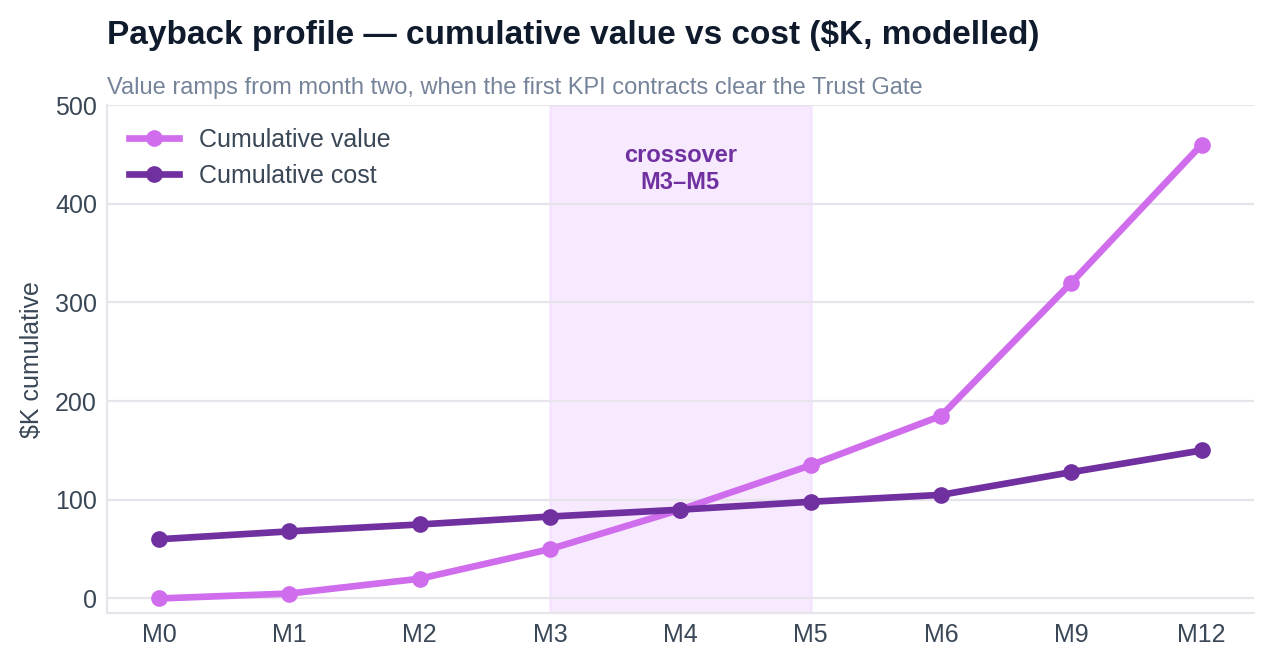 Payback profile — cumulative value vs cost ($K, modelled)
Value ramps from month two, when the first KPI contracts clear the Trust Gate
Cumulative value
Cumulative cost
crossover
M3–M5
$K cumulative
500
400
300
200
100
0
M0 M1 M2 M3 M4 M5 M6 M9 M12